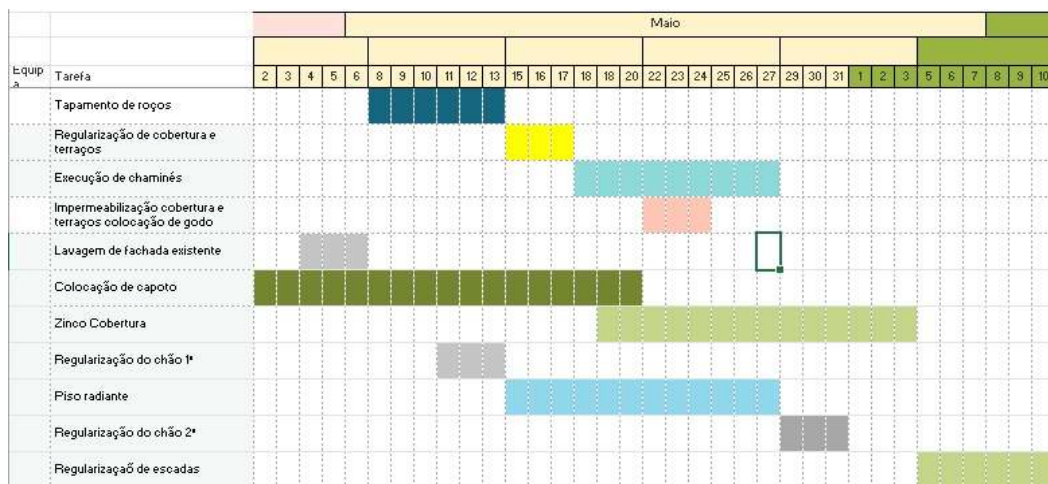 Maio
Equip
a
Tarefa 2 3 4 5 6 8 9 10 11 12 13 15 16 17 18 18 20 22 23 24 25 26 27 29 30 31 1 2 3 5 6 7 8 9 10
Tapamento de roços
Regularização de cobertura e
terraços
Execução de chaminés
Impermeabilização cobertura e
terraços colocação de godo
Lavagem de fachada existente
Colocação de capoto
Zinco Cobertura
Regularização do chão 1ª
Piso radiante
Regularização do chão 2ª
Regularizaçaõ de escadas